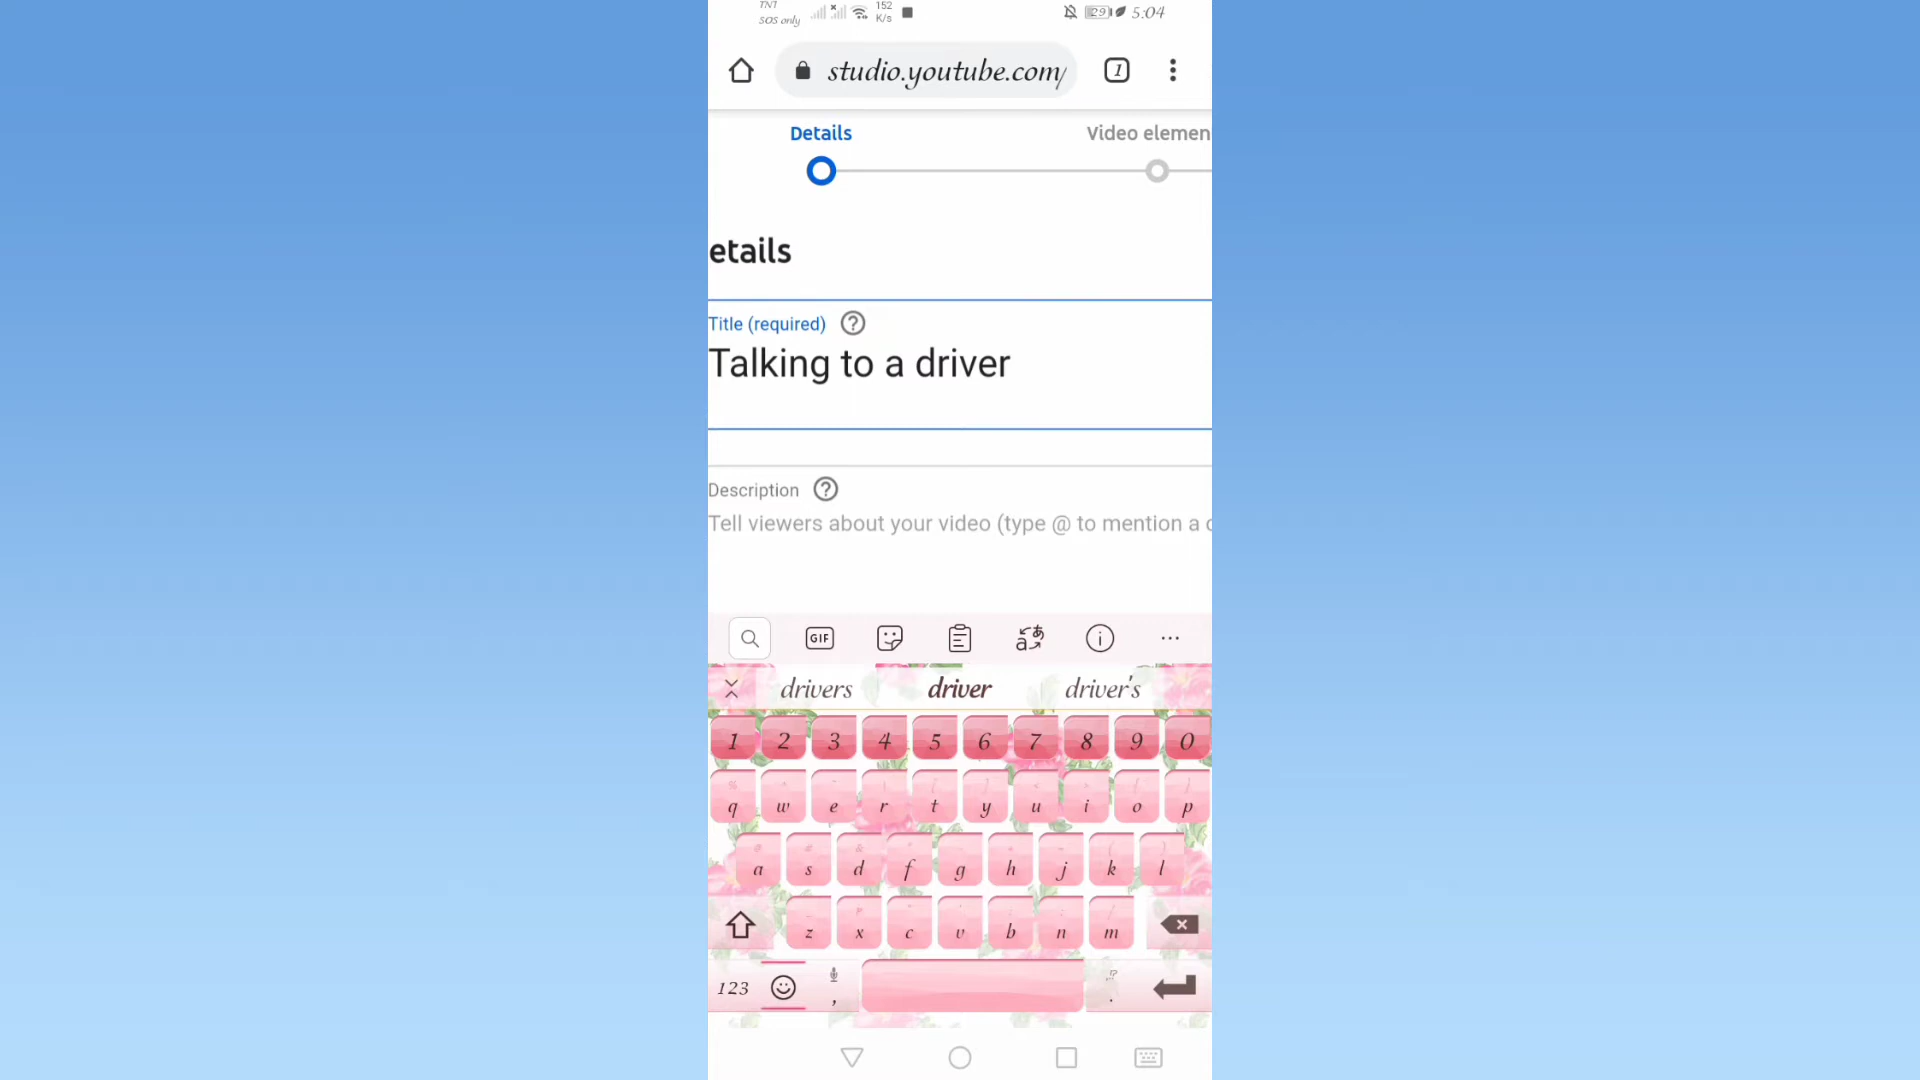 TNT
SOS only
152
K/s
29
5:04
studio.youtube.com/
1
Details
Video elemen
etails
Title (required)
Talking to a driver
Description
Tell viewers about your video (type @ to mention a c
GIF
drivers driver driver's
1 2 3 4 5 6 7 8 9 0
q w e r t y u i o p
a s d f g h j k l
z x c v b n m
123 , !? .